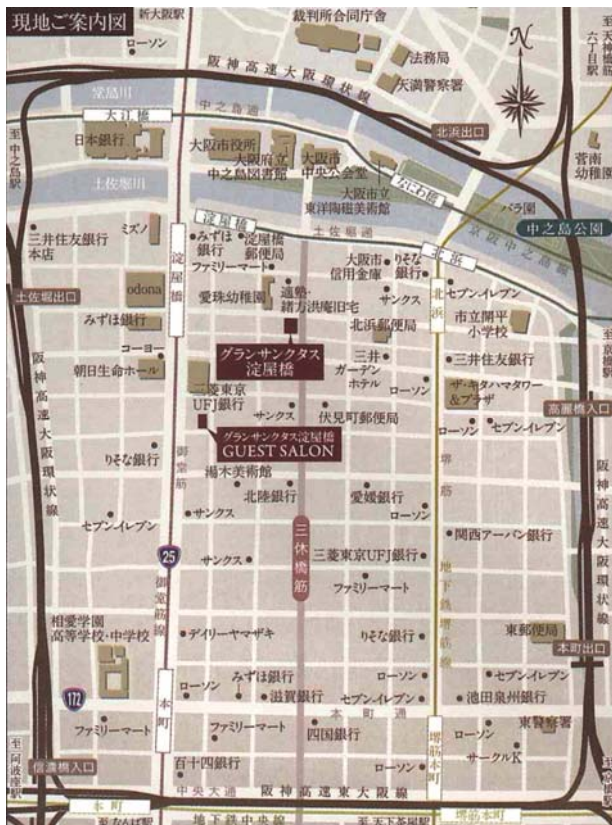 現地ご案内図
至新大阪駅
ローソン
裁判所合同庁舎
法務局
天満警察署
至天神橋筋六丁目駅
N
阪神高速大阪環状線
堂島川
中之島通
大江橋
北浜出口
至中之島駅
日本銀行
大阪市役所
大阪府立
中之島図書館
大阪市
中央公会堂
菅南幼稚園
土佐堀川
大阪市立
東洋陶磁美術館
なにわ橋
バラ園
中之島公園
淀屋橋
土佐堀通
京阪中之島線
北浜
三井住友銀行
本店
ミズノ
みずほ
銀行
淀屋橋
郵便局
ファミリーマート
大阪市
信用金庫
りそな
銀行
淀屋橋
odona
愛珠幼稚園
適塾・
緒方洪庵旧宅
サンクス
北浜
セブンイレブン
土佐堀出口
みずほ銀行
北浜郵便局
市立開平
小学校
グランサンクタス
淀屋橋
コーヨー
朝日生命ホール
三井
ガーデン
ホテル
三井住友銀行
ローソン
ザ・キタハマタワー
&プラザ
阪神高速大阪環状線
三菱東京
UFJ銀行
サンクス
伏見町郵便局
高麗橋入口
ローソン
セブンイレブン
グランサンクタス淀屋橋
GUEST SALON
りそな銀行
御堂筋
湯木美術館
堺筋
阪神高速大阪環状線
北陸銀行
愛媛銀行
セブンイレブン
サンクス
ローソン
関西アーバン銀行
25
サンクス
三休橋筋
三菱東京UFJ銀行
ファミリーマート
御堂筋線
地下鉄堺筋線
相愛学園
高等学校・中学校
デイリーヤマザキ
りそな銀行
東郵便局
本町出口
172
みずほ銀行
ローソン
セブンイレブン
ローソン
滋賀銀行
セブンイレブン
池田泉州銀行
本町
本町通
ファミリーマート
ファミリーマート
四国銀行
ローソン
東警察署
至阿波座駅
信濃橋入口
百十四銀行
堺筋本町
ローソン
サークルK
中央大通
阪神高速東大阪線
本町
堺筋本町
至なんば駅
地下鉄中央線
至天下茶屋駅